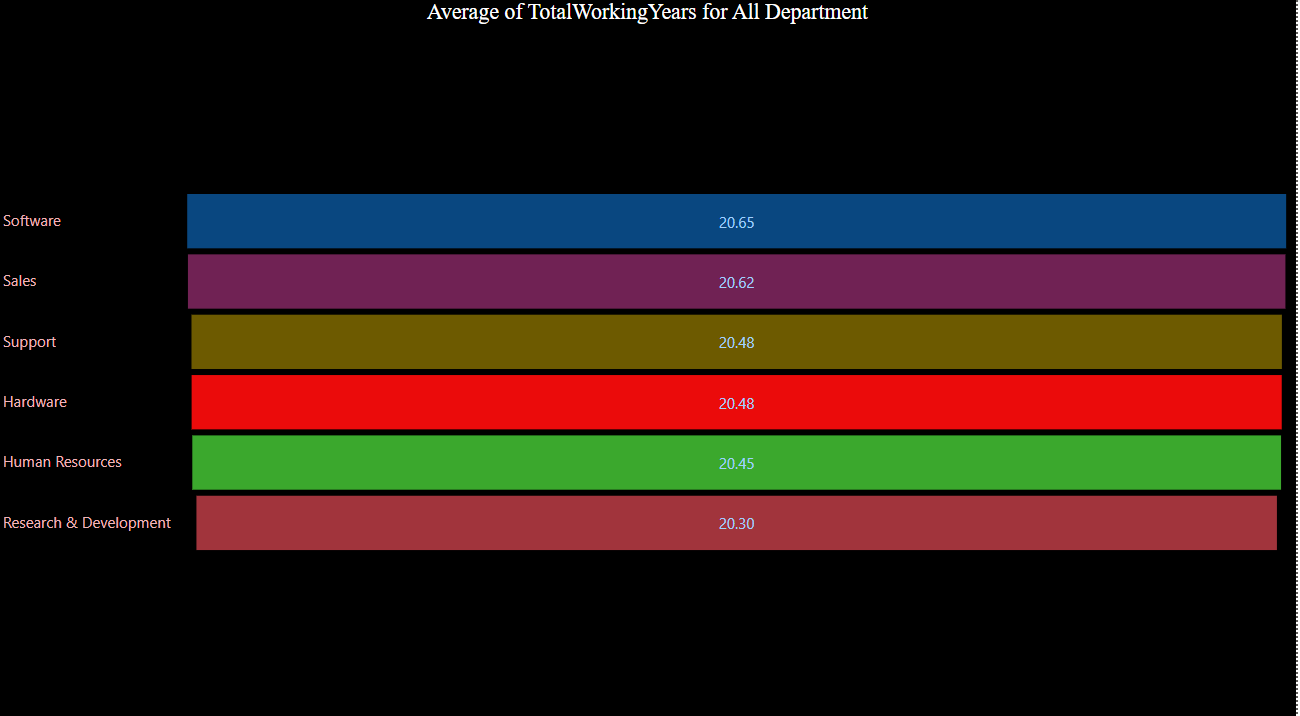 Average of TotalWorkingYears for All Department
Software 20.65
Sales 20.62
Support 20.48
Hardware 20.48
Human Resources 20.45
Research & Development 20.30